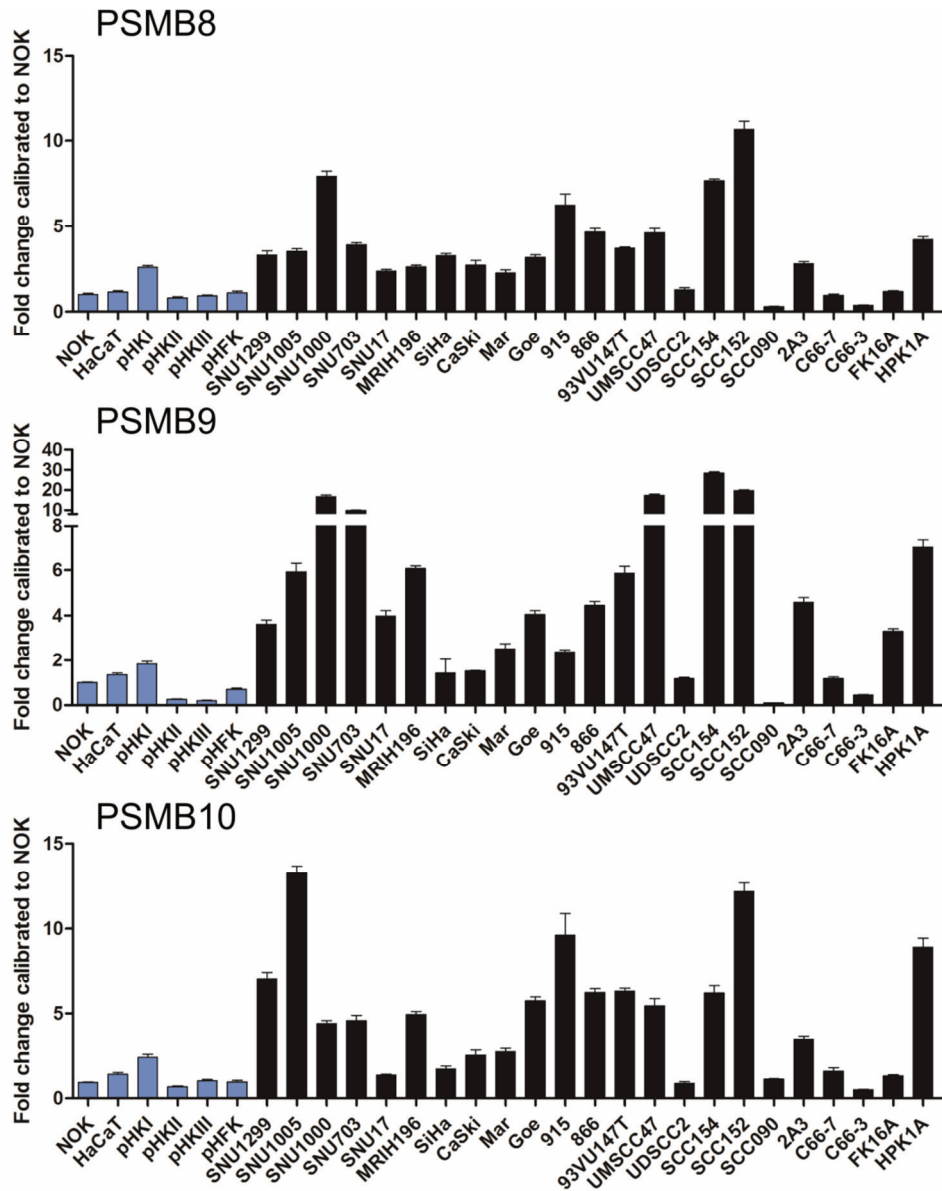 PSMB8
Fold change calibrated to NOK
15
10
5
0
NOK
HaCaT
pHKI
pHKII
pHKIII
pHFK
SNU1299
SNU1005
SNU1000
SNU703
SNU17
MRIH196
SiHa
CaSki
Mar
Goe
915
866
93VU147T
UMSCC47
UDSCC2
SCC154
SCC152
SCC090
2A3
C66-7
C66-3
FK16A
HPK1A
PSMB9
Fold change calibrated to NOK
40
30
20
10
8
6
4
2
0
NOK
HaCaT
pHKI
pHKII
pHKIII
pHFK
SNU1299
SNU1005
SNU1000
SNU703
SNU17
MRIH196
SiHa
CaSki
Mar
Goe
915
866
93VU147T
UMSCC47
UDSCC2
SCC154
SCC152
SCC090
2A3
C66-7
C66-3
FK16A
HPK1A
PSMB10
Fold change calibrated to NOK
15
10
5
0
NOK
HaCaT
pHKI
pHKII
pHKIII
pHFK
SNU1299
SNU1005
SNU1000
SNU703
SNU17
MRIH196
SiHa
CaSki
Mar
Goe
915
866
93VU147T
UMSCC47
UDSCC2
SCC154
SCC152
SCC090
2A3
C66-7
C66-3
FK16A
HPK1A